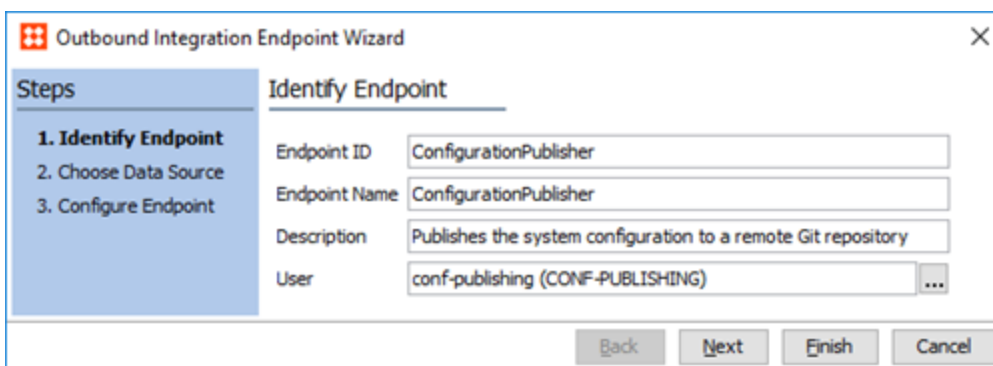 Outbound Integration Endpoint Wizard
Steps
1. Identify Endpoint
2. Choose Data Source
3. Configure Endpoint
Identify Endpoint
Endpoint ID ConfigurationPublisher
Endpoint Name ConfigurationPublisher
Description Publishes the system configuration to a remote Git repository
User conf-publishing (CONF-PUBLISHING) ...
Back Next Finish Cancel